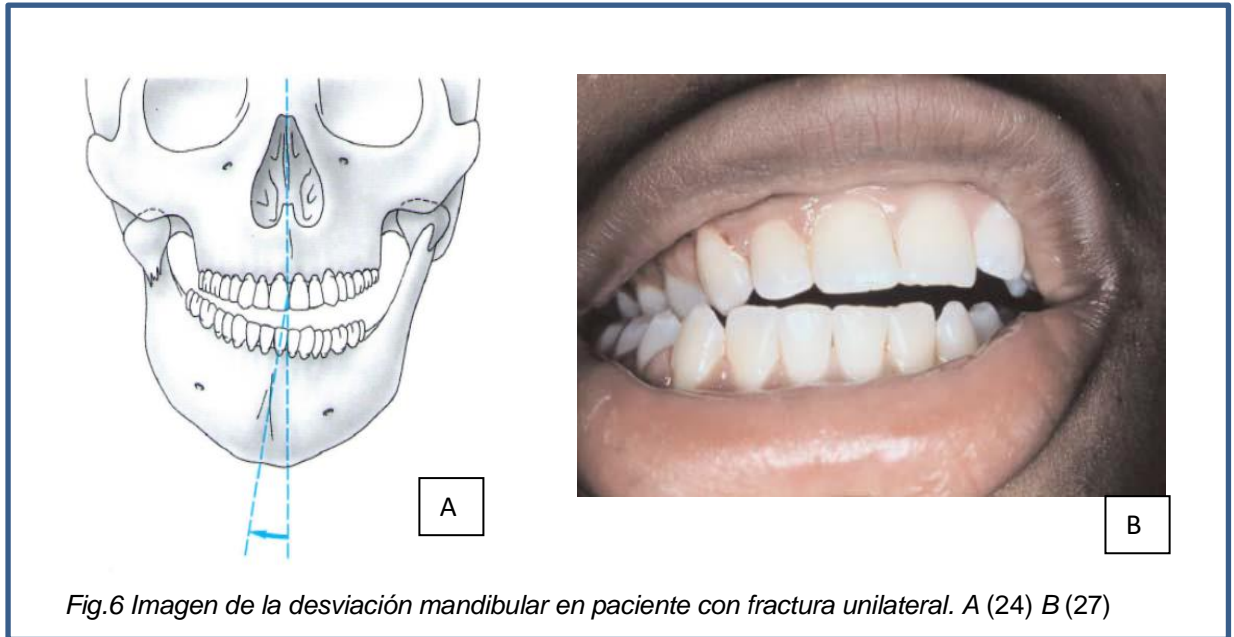 A
B
Fig.6 Imagen de la desviación mandibular en paciente con fractura unilateral. A (24) B (27)